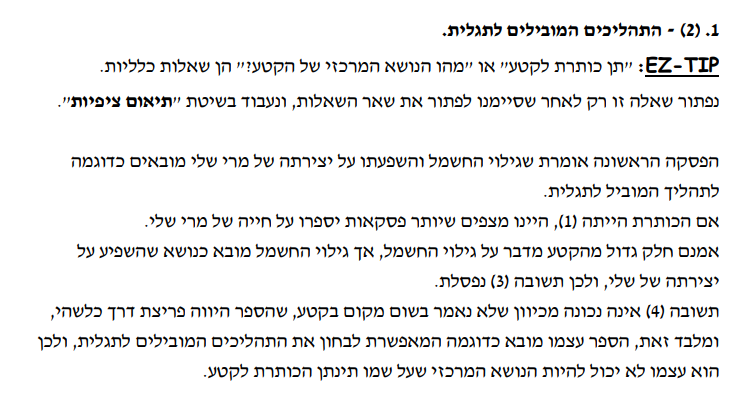 1. (2) - התהליכים המובילים לתגלית.
EZ-TIP: "תן כותרת לקטע" או "מהו הנושא המרכזי של הקטע?" הן שאלות כלליות.
נפתור שאלה זו רק לאחר שסיימנו לפתור את שאר השאלות, ונעבוד בשיטת "תיאום ציפיות".
הפסקה הראשונה אומרת שגילוי החשמל והשפעתו על יצירתה של מרי שלי מובאים כדוגמה
לתהליך המוביל לתגלית.
אם הכותרת הייתה (1), היינו מצפים שיותר פסקאות יספרו על חייה של מרי שלי.
אמנם חלק גדול מהקטע מדבר על גילוי החשמל, אך גילוי החשמל מובא כנושא שהשפיע על
יצירתה של שלי, ולכן תשובה (3) נפסלת.
תשובה (4) אינה נכונה מכיוון שלא נאמר בשום מקום בקטע, שהספר היווה פריצת דרך כלשהי,
ומלבד זאת, הספר עצמו מובא כדוגמה המאפשרת לבחון את התהליכים המובילים לתגלית, ולכן
הוא עצמו לא יכול להיות הנושא המרכזי שעל שמו תינתן הכותרת לקטע.